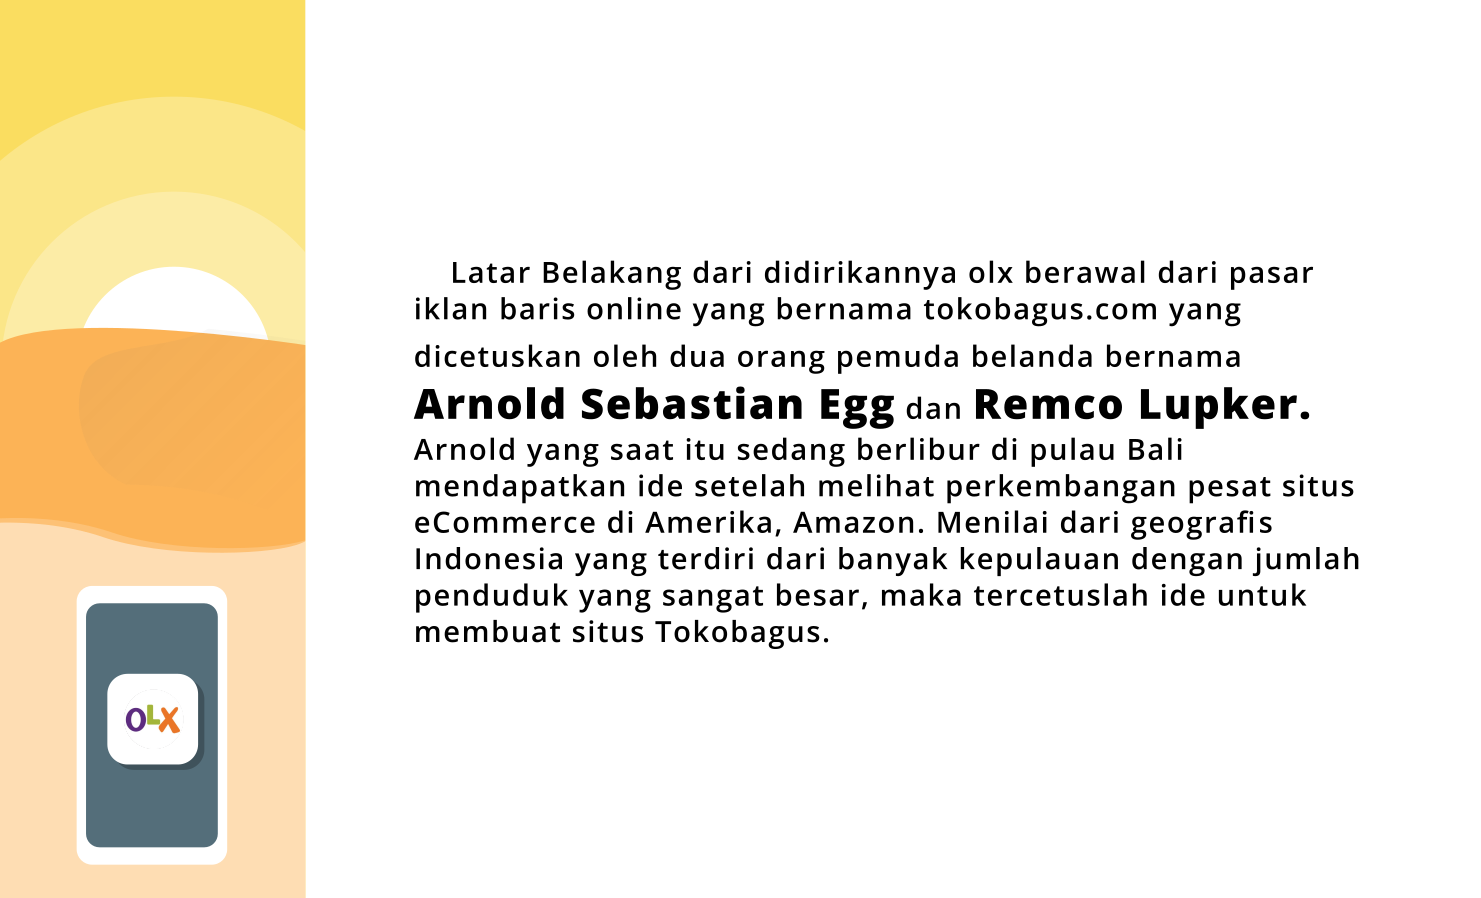 Latar Belakang dari didirikannya olx berawal dari pasar
iklan baris online yang bernama tokobagus.com yang
dicetuskan oleh dua orang pemuda belanda bernama
Arnold Sebastian Egg dan Remco Lupker.
Arnold yang saat itu sedang berlibur di pulau Bali
mendapatkan ide setelah melihat perkembangan pesat situs
eCommerce di Amerika, Amazon. Menilai dari geografis
Indonesia yang terdiri dari banyak kepulauan dengan jumlah
penduduk yang sangat besar, maka tercetuslah ide untuk
membuat situs Tokobagus.
OLX